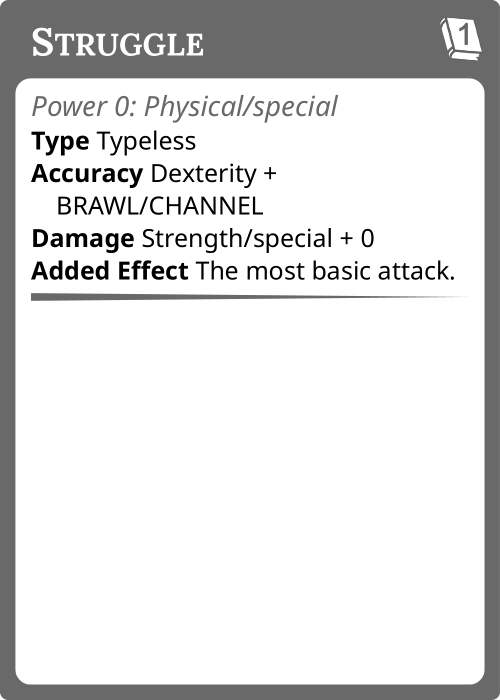 STRUGGLE
1
Power 0: Physical/special
Type Typeless
Accuracy Dexterity +
BRAWL/CHANNEL
Damage Strength/special + 0
Added Effect The most basic attack.